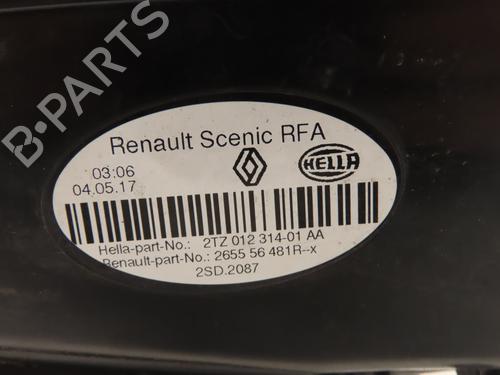 Renault Scenic RFA
03:06
04.05.17
HELLA
Hella-part-No.: 2TZ 012 314-01 AA
Renault-part-No.: 2655 56 481R--x
2SD.2087
B-PARTS